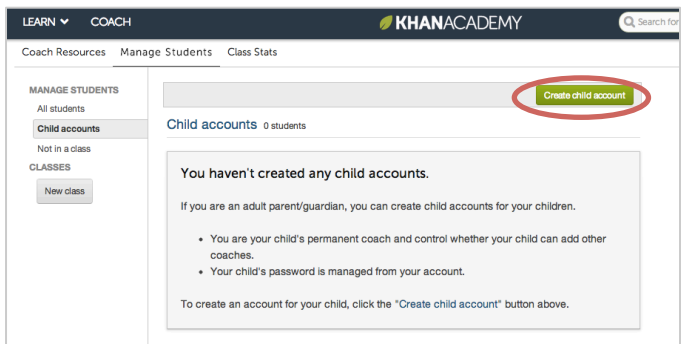 LEARN COACH KHANACADEMY Search for
Coach Resources Manage Students Class Stats
MANAGE STUDENTS
All students
Child accounts
Not in a class
CLASSES
New class
Create child account
Child accounts 0 students
You haven't created any child accounts.
If you are an adult parent/guardian, you can create child accounts for your children.
• You are your child's permanent coach and control whether your child can add other
coaches.
• Your child's password is managed from your account.
To create an account for your child, click the "Create child account" button above.